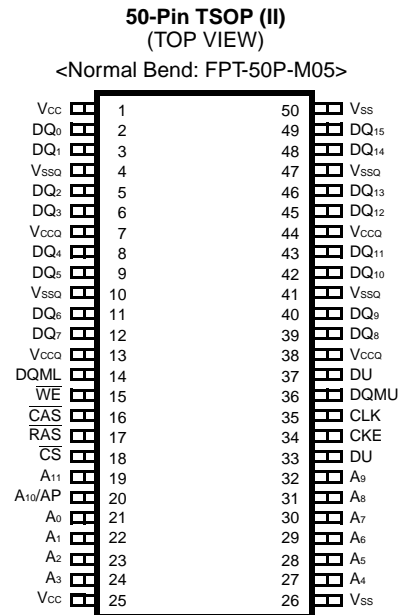 50-Pin TSOP (II)
(TOP VIEW)
<Normal Bend: FPT-50P-M05>
VCC 1 50 VSS
DQ0 2 49 DQ15
DQ1 3 48 DQ14
VSSQ 4 47 VSSQ
DQ2 5 46 DQ13
DQ3 6 45 DQ12
VCCQ 7 44 VCCQ
DQ4 8 43 DQ11
DQ5 9 42 DQ10
VSSQ 10 41 VSSQ
DQ6 11 40 DQ9
DQ7 12 39 DQ8
VCCQ 13 38 VCCQ
DQML 14 37 DU
WE 15 36 DQMU
CAS 16 35 CLK
RAS 17 34 CKE
CS 18 33 DU
A11 19 32 A9
A10/AP 20 31 A8
A0 21 30 A7
A1 22 29 A6
A2 23 28 A5
A3 24 27 A4
VCC 25 26 VSS